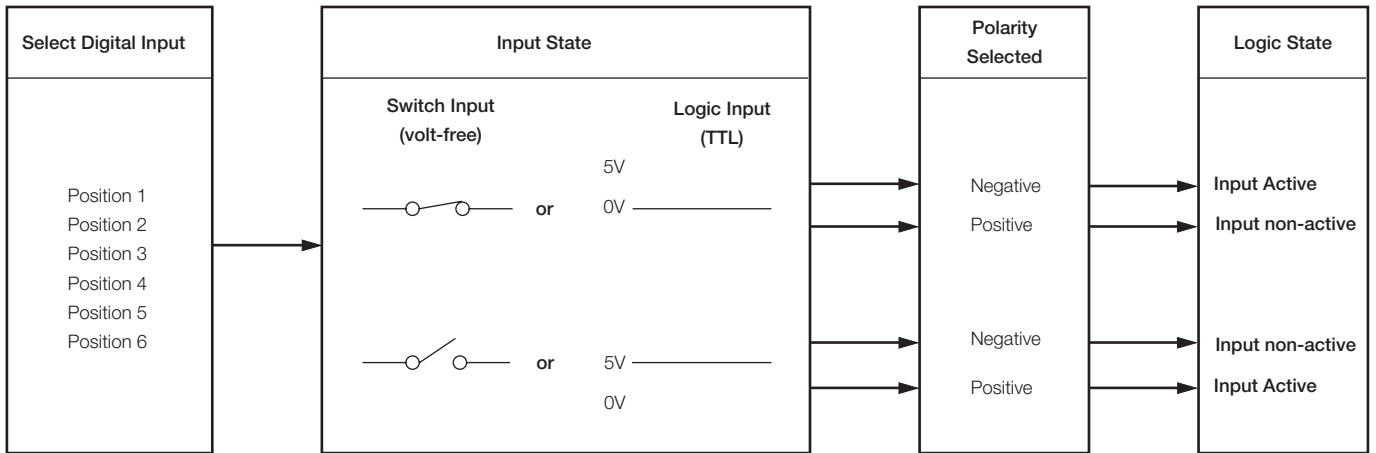 Select Digital Input
Input State
Polarity
Selected
Logic State
Position 1
Position 2
Position 3
Position 4
Position 5
Position 6
Switch Input
(volt-free)
Logic Input
(TTL)
5V
or
0V
or
5V
0V
Negative
Positive
Negative
Positive
Input Active
Input non-active
Input non-active
Input Active